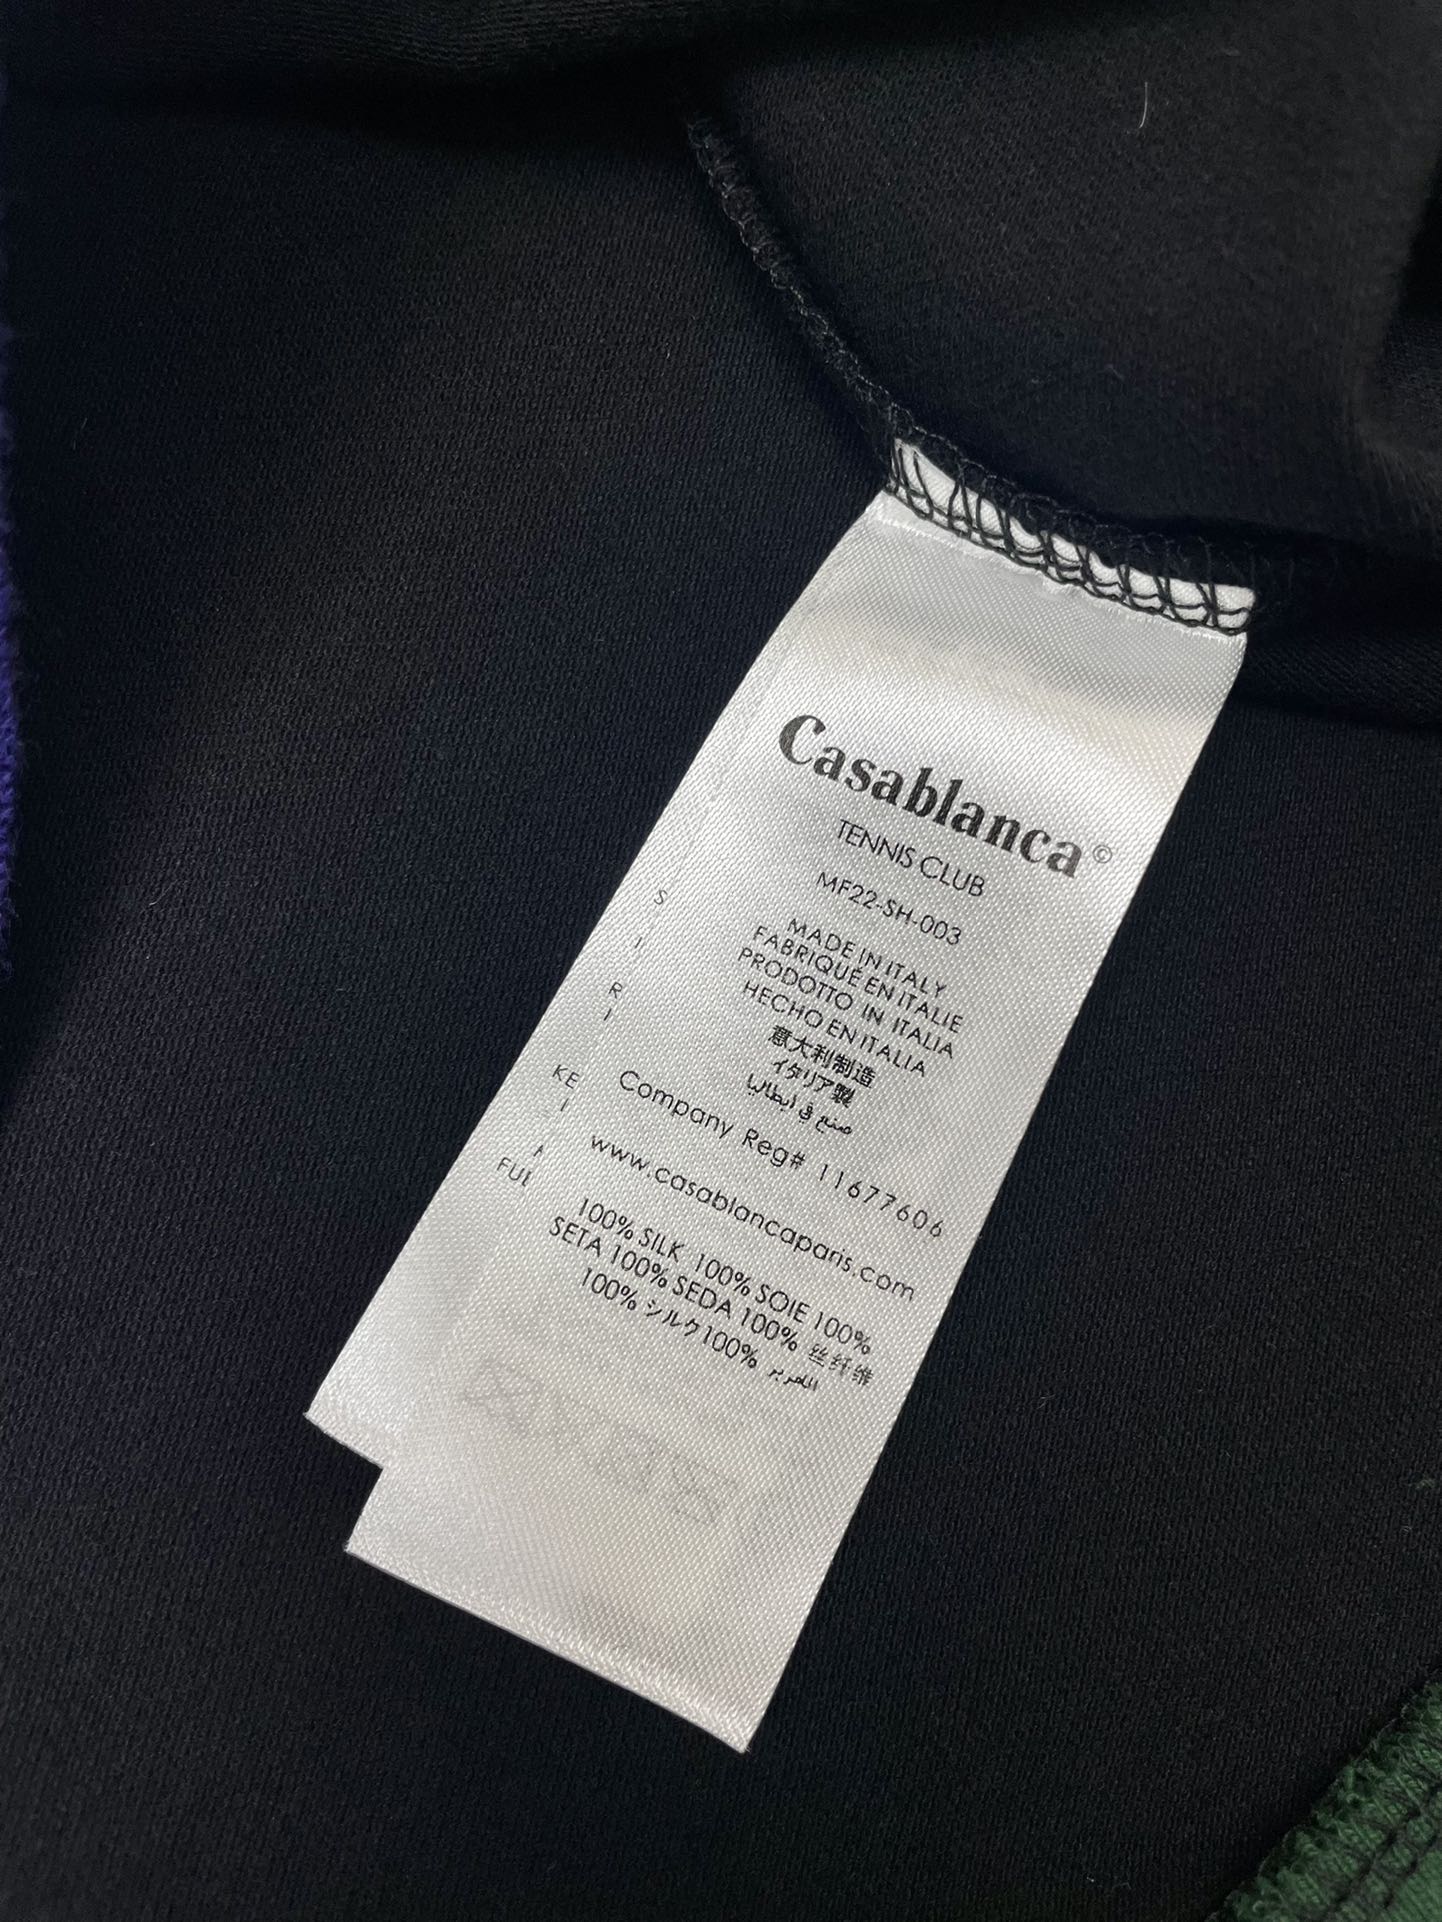 Casablanca©
TENNIS CLUB
MF22-SH-003
MADE IN ITALY
FABRIQUÉ EN ITALIE
PRODOTTO IN ITALIA
HECHO EN ITALIA
意大利制造
イタリア製
صنع في ايطاليا
Company Reg# 11677606
www.casablancaparis.com
100% SILK 100% SOIE 100%
SETA 100% SEDA 100% 丝纤维
100% シルク100% الحرير
S
I
R
I
KE
I
FUL